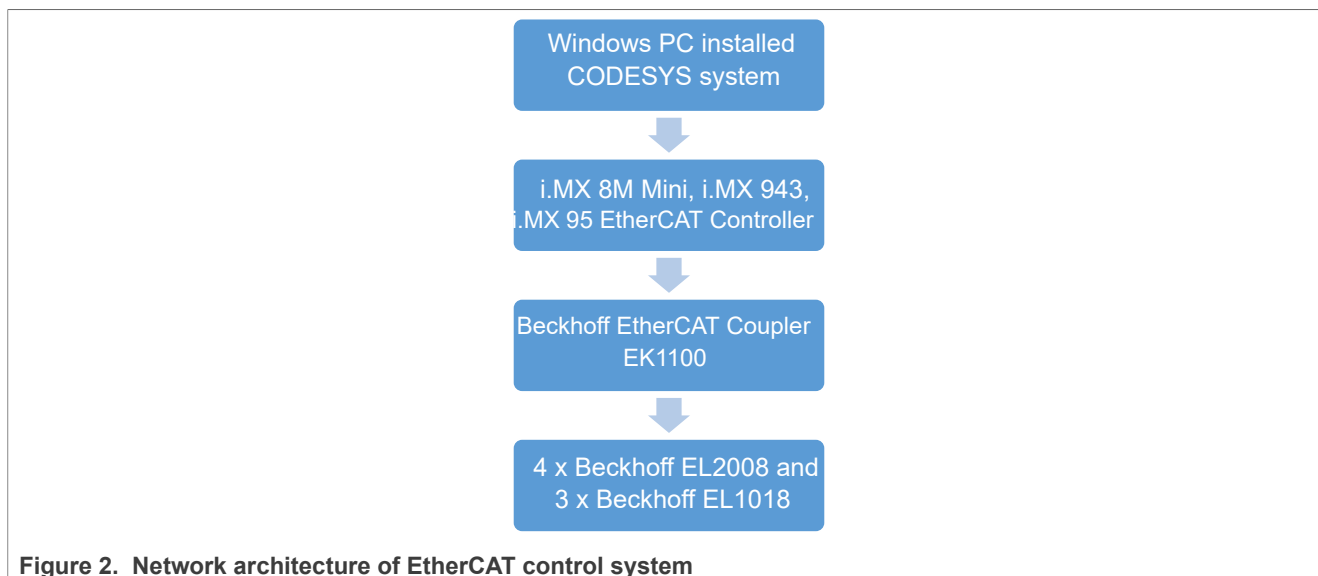 Windows PC installed
CODESYS system
i.MX 8M Mini, i.MX 943,
i.MX 95 EtherCAT Controller
Beckhoff EtherCAT Coupler
EK1100
4 x Beckhoff EL2008 and
3 x Beckhoff EL1018
Figure 2. Network architecture of EtherCAT control system